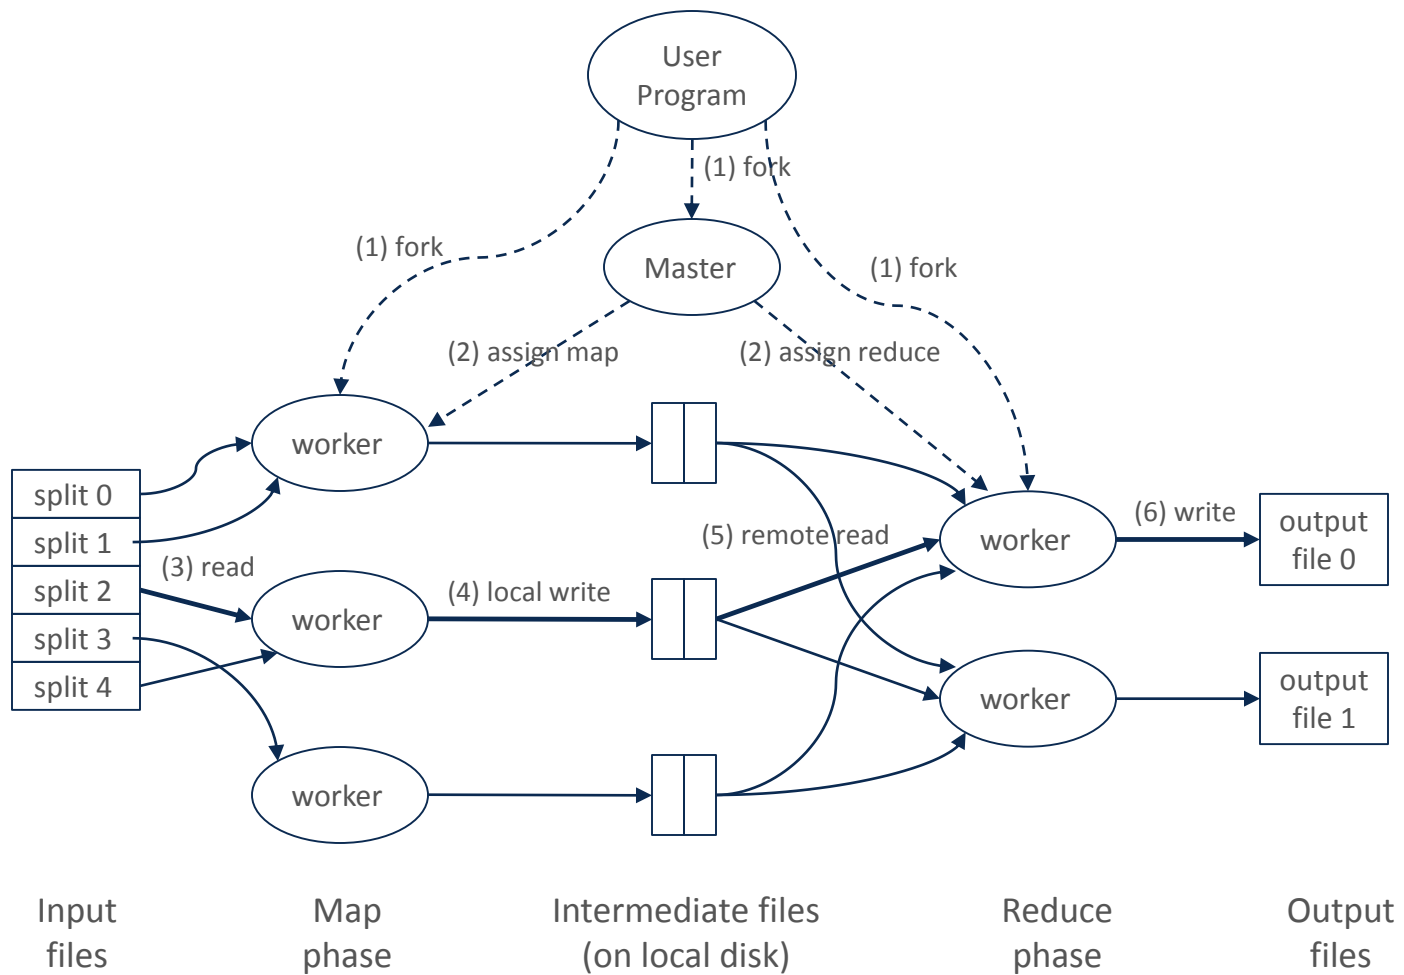 User
Program
(1) fork
(1) fork
Master
(1) fork
(2) assign map
(2) assign reduce
worker
split 0
split 1
split 2
split 3
split 4
(3) read
worker
(4) local write
worker
(5) remote read
worker
(6) write
output
file 0
worker
output
file 1
Input
files
Map
phase
Intermediate files
(on local disk)
Reduce
phase
Output
files